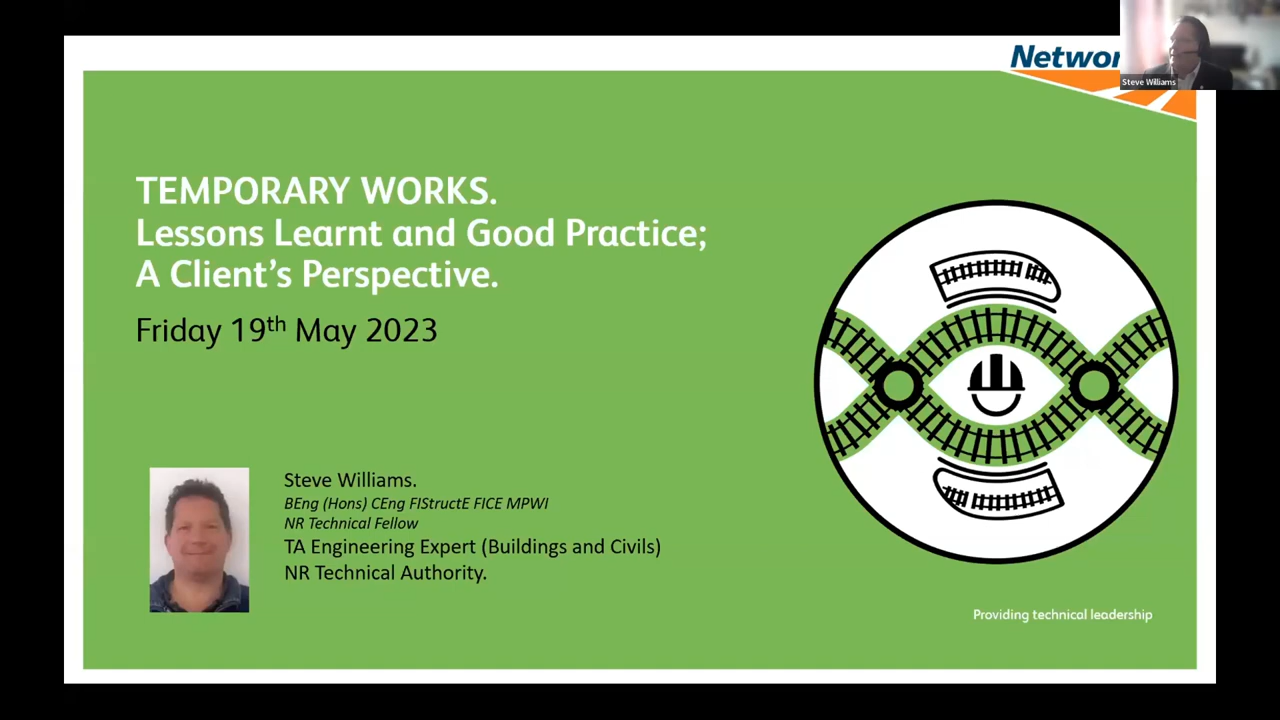 Networ
Steve Williams
TEMPORARY WORKS.
Lessons Learnt and Good Practice;
A Client's Perspective.
Friday 19th May 2023
Steve Williams.
BEng (Hons) CEng FIStructE FICE MPWI
NR Technical Fellow
TA Engineering Expert (Buildings and Civils)
NR Technical Authority.
Providing technical leadership